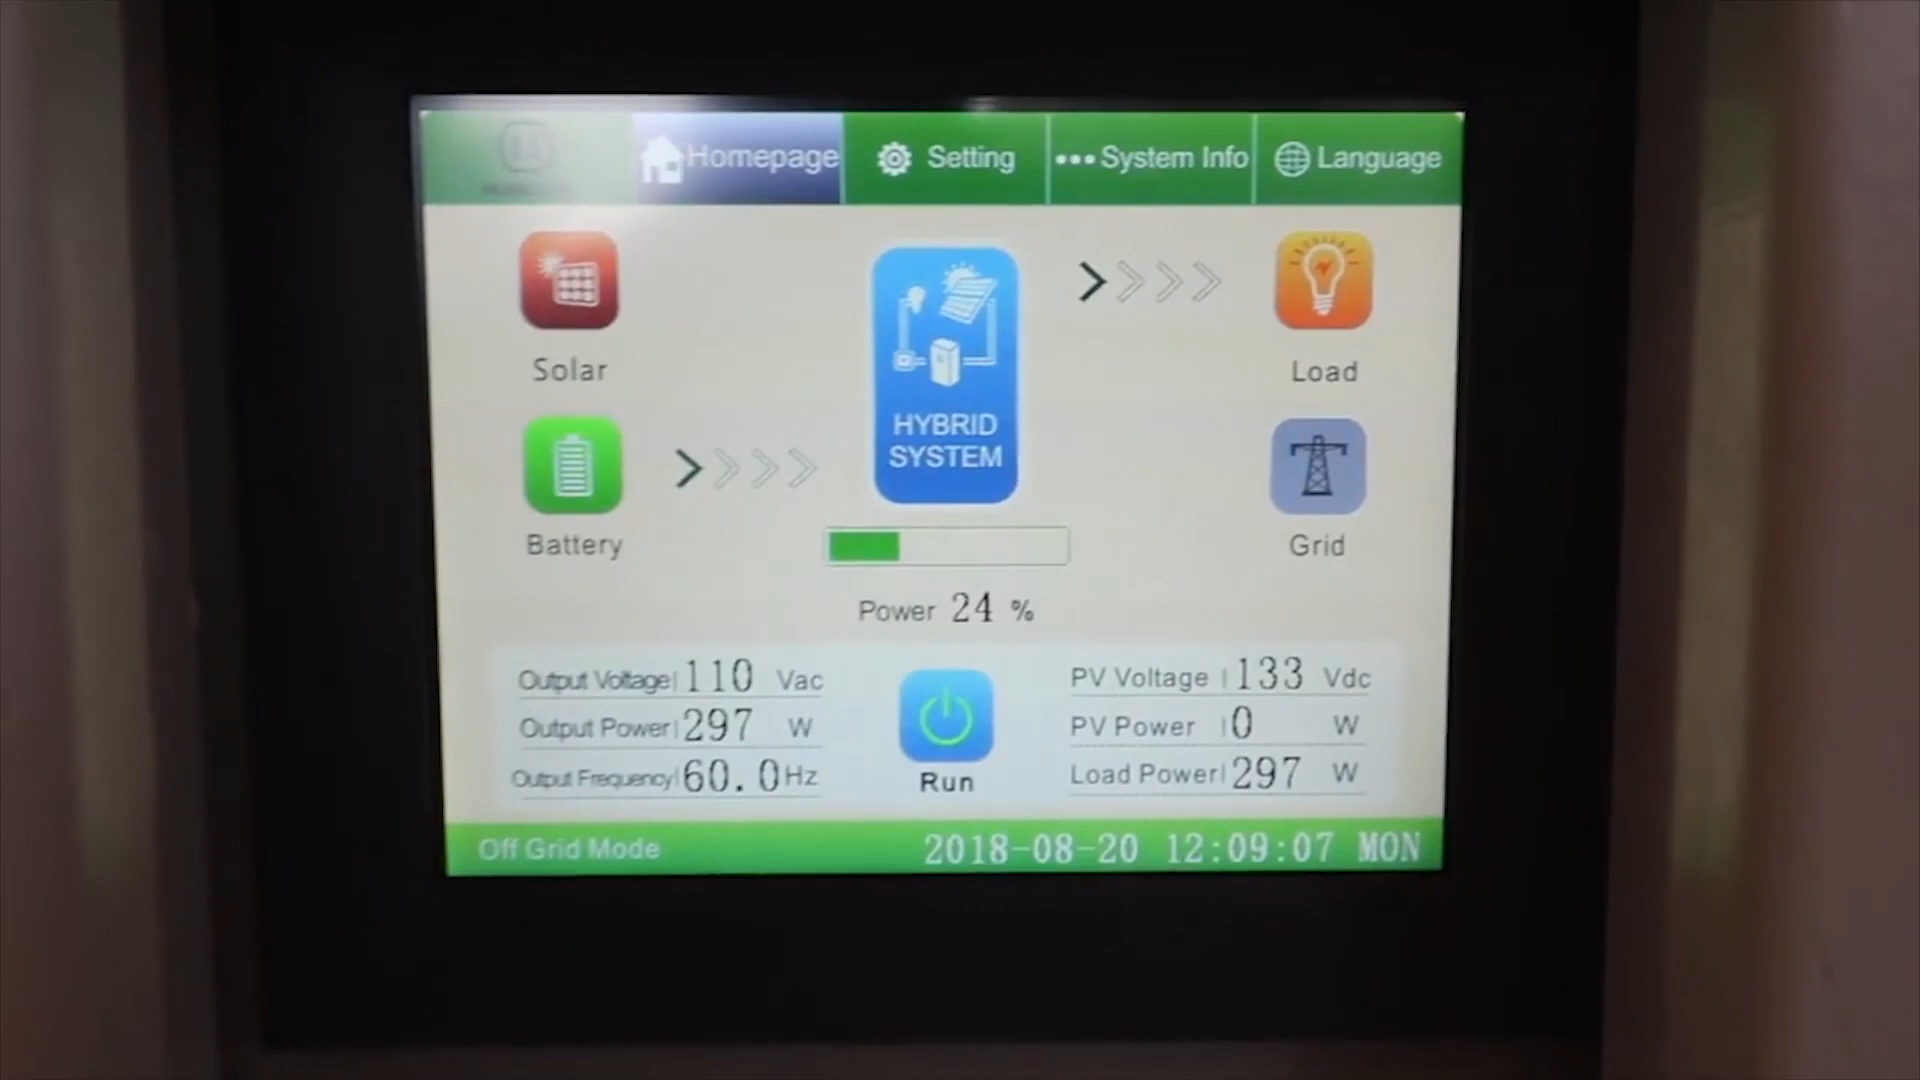 Homepage
Setting
System Info
Language
Solar
HYBRID
SYSTEM
Load
Battery
Grid
Power 24 %
Output Voltage 110 Vac
Output Power 297 W
Output Frequency 60.0 Hz
Run
PV Voltage 133 Vdc
PV Power 0 W
Load Power 297 W
Off Grid Mode
2018-08-20 12:09:07 MON